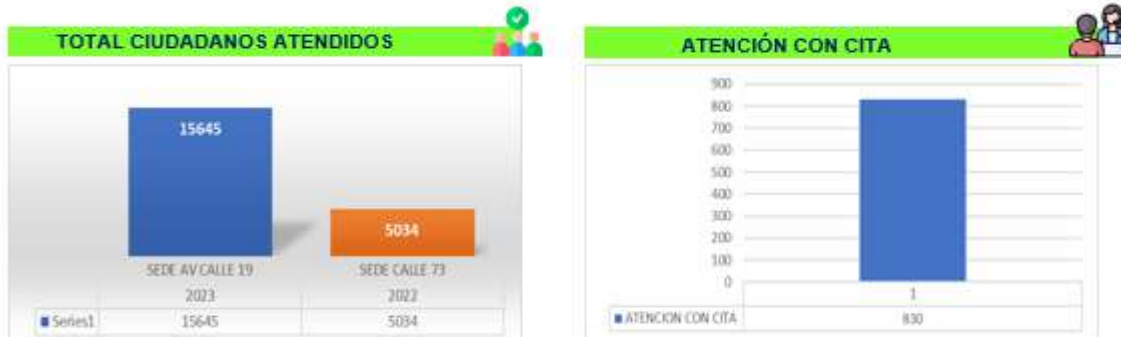 TOTAL CIUDADANOS ATENDIDOS
15645
5034
SEDE AV CALLE 19 SEDE CALLE 73
2023 2022
Series1 15645 5034
ATENCIÓN CON CITA
900
800
700
600
500
400
300
200
100
0
1
ATENCION CON CITA 830